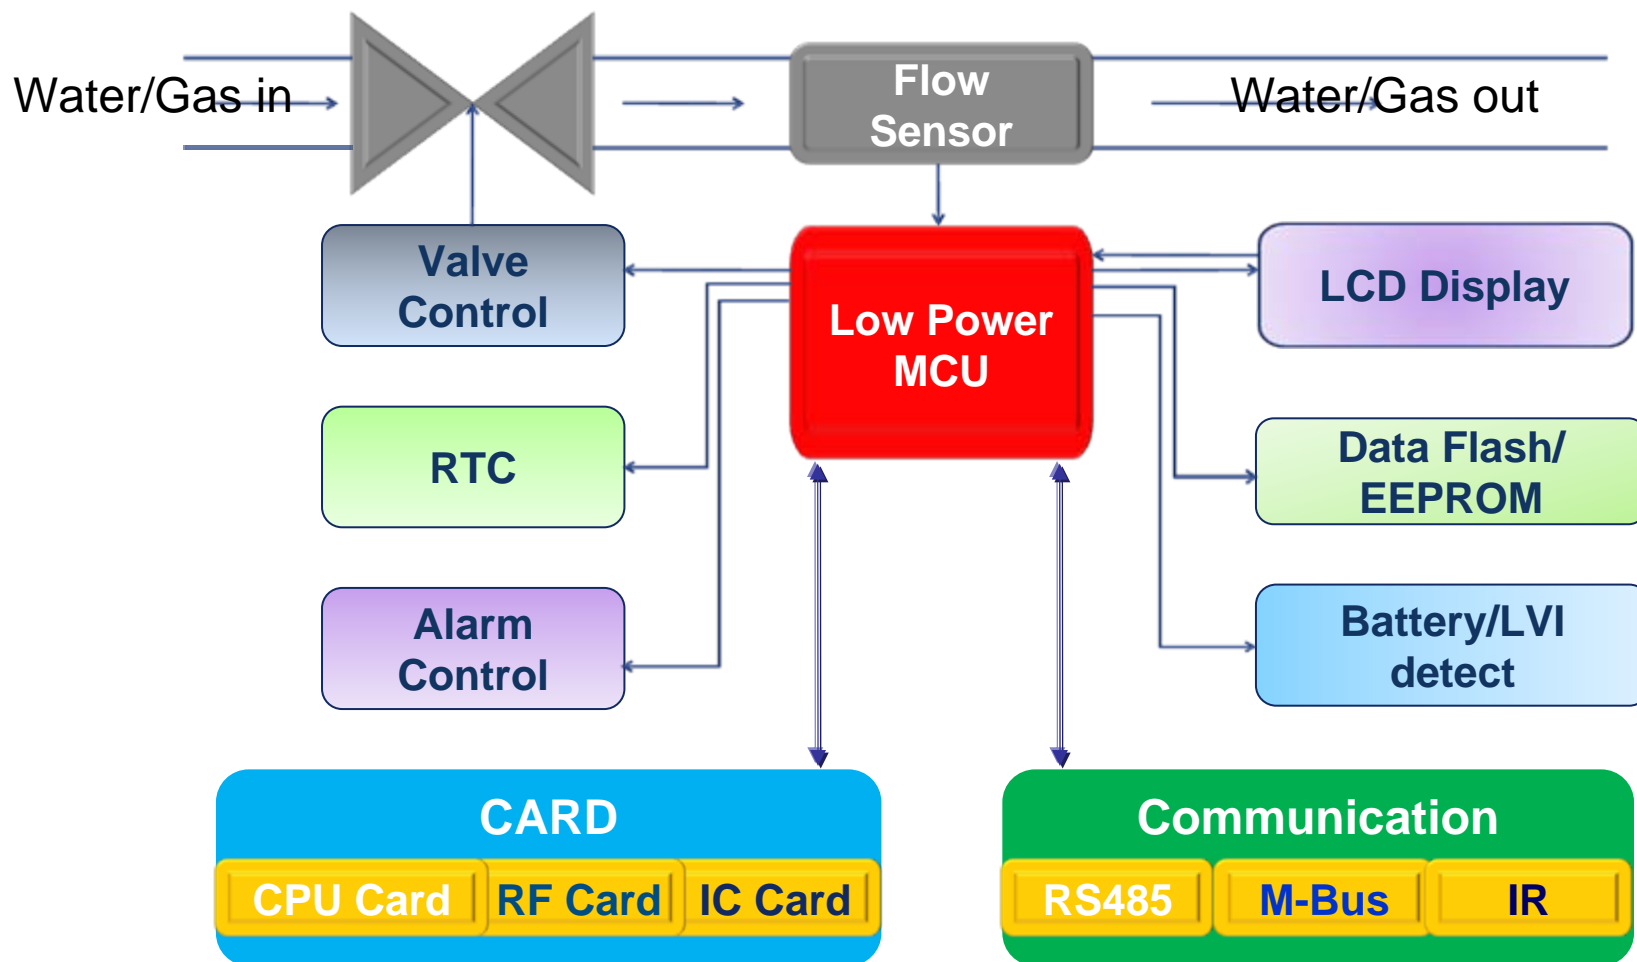 Water/Gas in
Flow
Sensor
Water/Gas out
Valve
Control
Low Power
MCU
LCD Display
RTC
Data Flash/
EEPROM
Alarm
Control
Battery/LVI
detect
CARD
Communication
CPU Card
RF Card
IC Card
RS485
M-Bus
IR